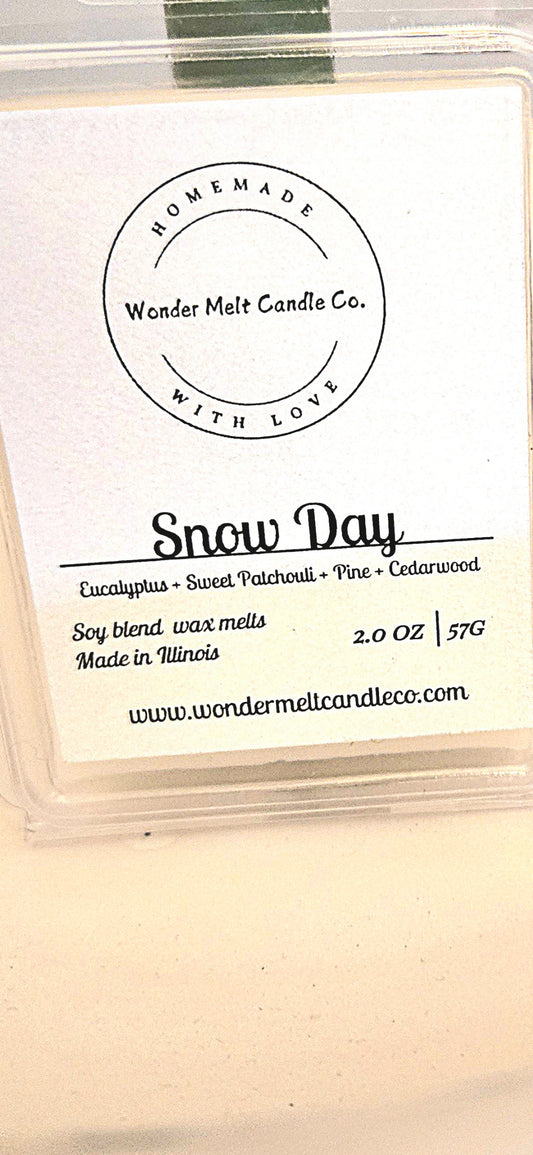 HOMEMADE
Wonder Melt Candle Co.
WITH LOVE
Snow Day
Eucalyptus + Sweet Patchouli + Pine + Cedarwood
Soy blend wax melts
Made in Illinois
2.0 OZ | 57G
www.wondermeltcandleco.com